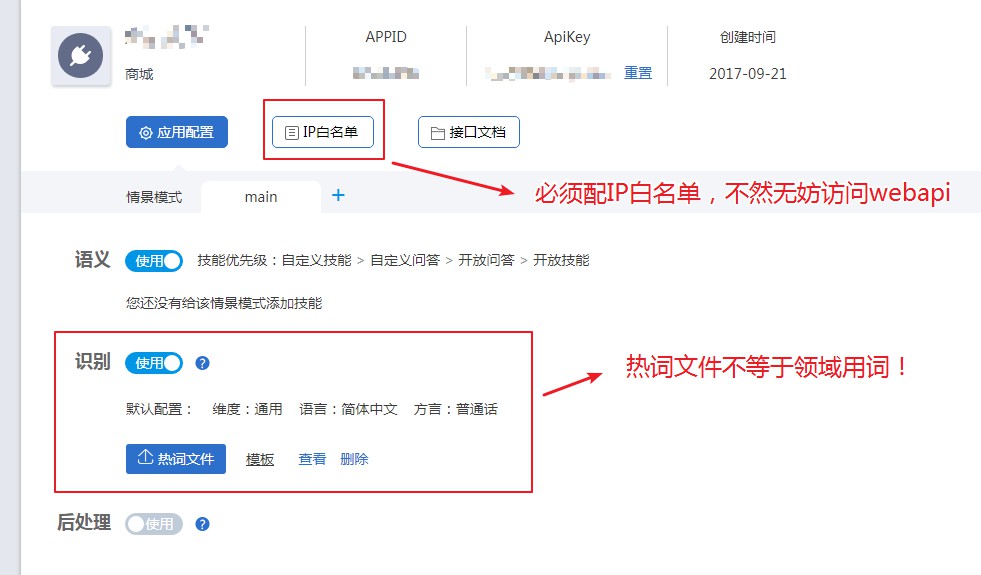 APPID
ApiKey
创建时间
商城
重置
2017-09-21
应用配置
IP白名单
接口文档
必须配IP白名单，不然无妨访问webapi
情景模式
main
+
语义
使用
技能优先级：自定义技能 > 自定义问答 > 开放问答 > 开放技能
您还没有给该情景模式添加技能
识别
使用
?
热词文件不等于领域用词！
默认配置： 维度：通用 语言：简体中文 方言：普通话
热词文件
模板
查看
删除
后处理
使用
?